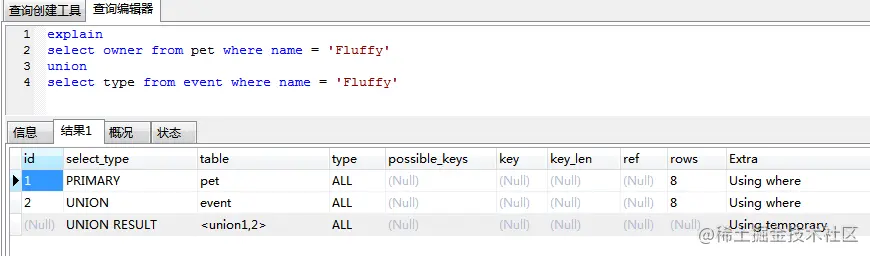 查询创建工具 查询编辑器
1 explain
2 select owner from pet where name = 'Fluffy'
3 union
4 select type from event where name = 'Fluffy'
信息 结果1 概况 状态
id select_type table type possible_keys key key_len ref rows Extra
1 PRIMARY pet ALL (Null) (Null) (Null) (Null) 8 Using where
2 UNION event ALL (Null) (Null) (Null) (Null) 8 Using where
(Null) UNION RESULT <union1,2> ALL (Null) (Null) (Null) (Null) (Null) Using temporary
@稀土掘金技术社区